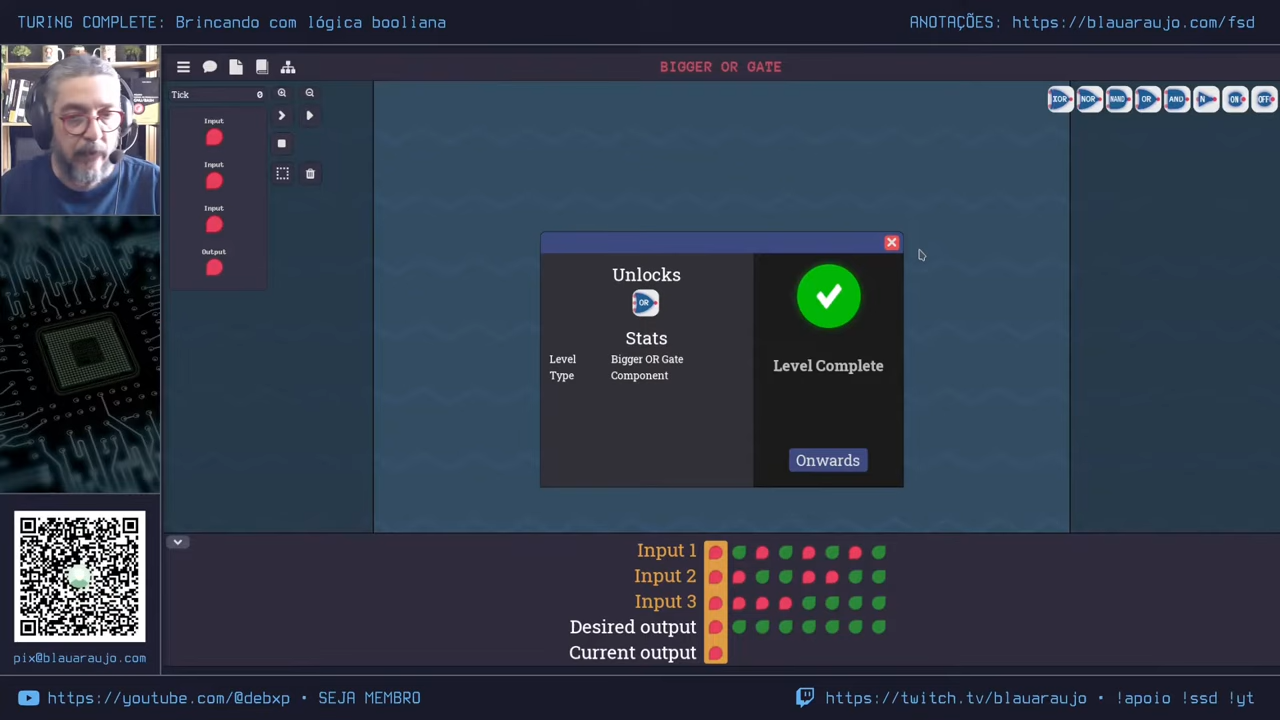 TURING COMPLETE: Brincando com lógica booliana
ANOTAÇÕES: https://blauaraujo.com/fsd
BIGGER OR GATE
Tick 0
Input
Input
Input
Output
XOR NOR NAND OR AND N ON OFF
Unlocks
OR
Stats
Level Bigger OR Gate
Type Component
Level Complete
Onwards
Input 1
Input 2
Input 3
Desired output
Current output
pix@blauaraujo.com
https://youtube.com/@debxp • SEJA MEMBRO
https://twitch.tv/blauaraujo • !apoio !ssd !yt